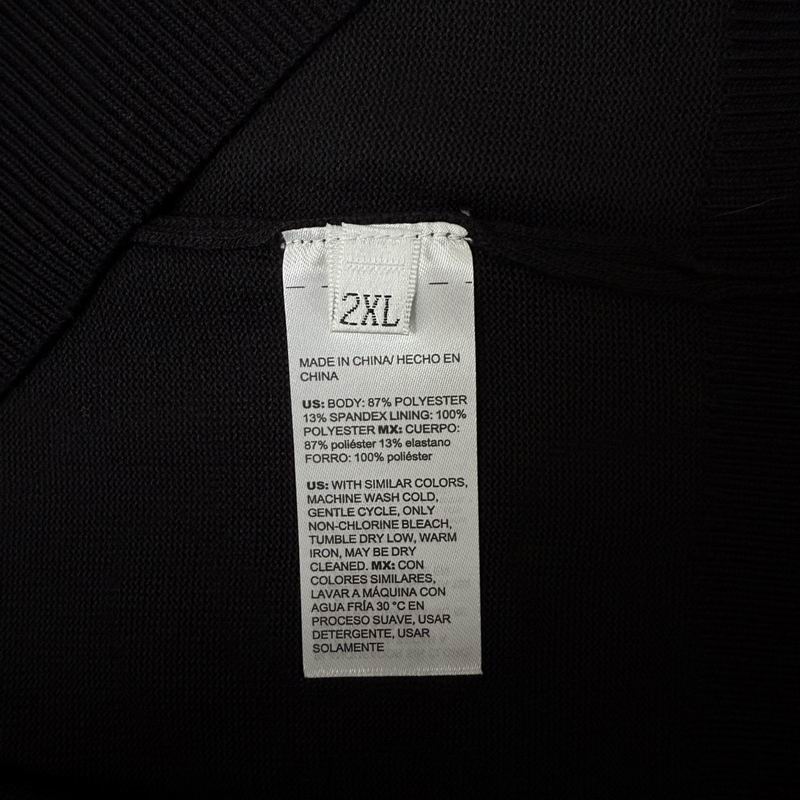 2XL
MADE IN CHINA/ HECHO EN
CHINA
US: BODY: 87% POLYESTER
13% SPANDEX LINING: 100%
POLYESTER MX: CUERPO:
87% poliéster 13% elastano
FORRO: 100% poliéster
US: WITH SIMILAR COLORS,
MACHINE WASH COLD,
GENTLE CYCLE, ONLY
NON-CHLORINE BLEACH,
TUMBLE DRY LOW, WARM
IRON, MAY BE DRY
CLEANED. MX: CON
COLORES SIMILARES,
LAVAR A MÁQUINA CON
AGUA FRÍA 30 °C EN
PROCESO SUAVE, USAR
DETERGENTE, USAR
SOLAMENTE